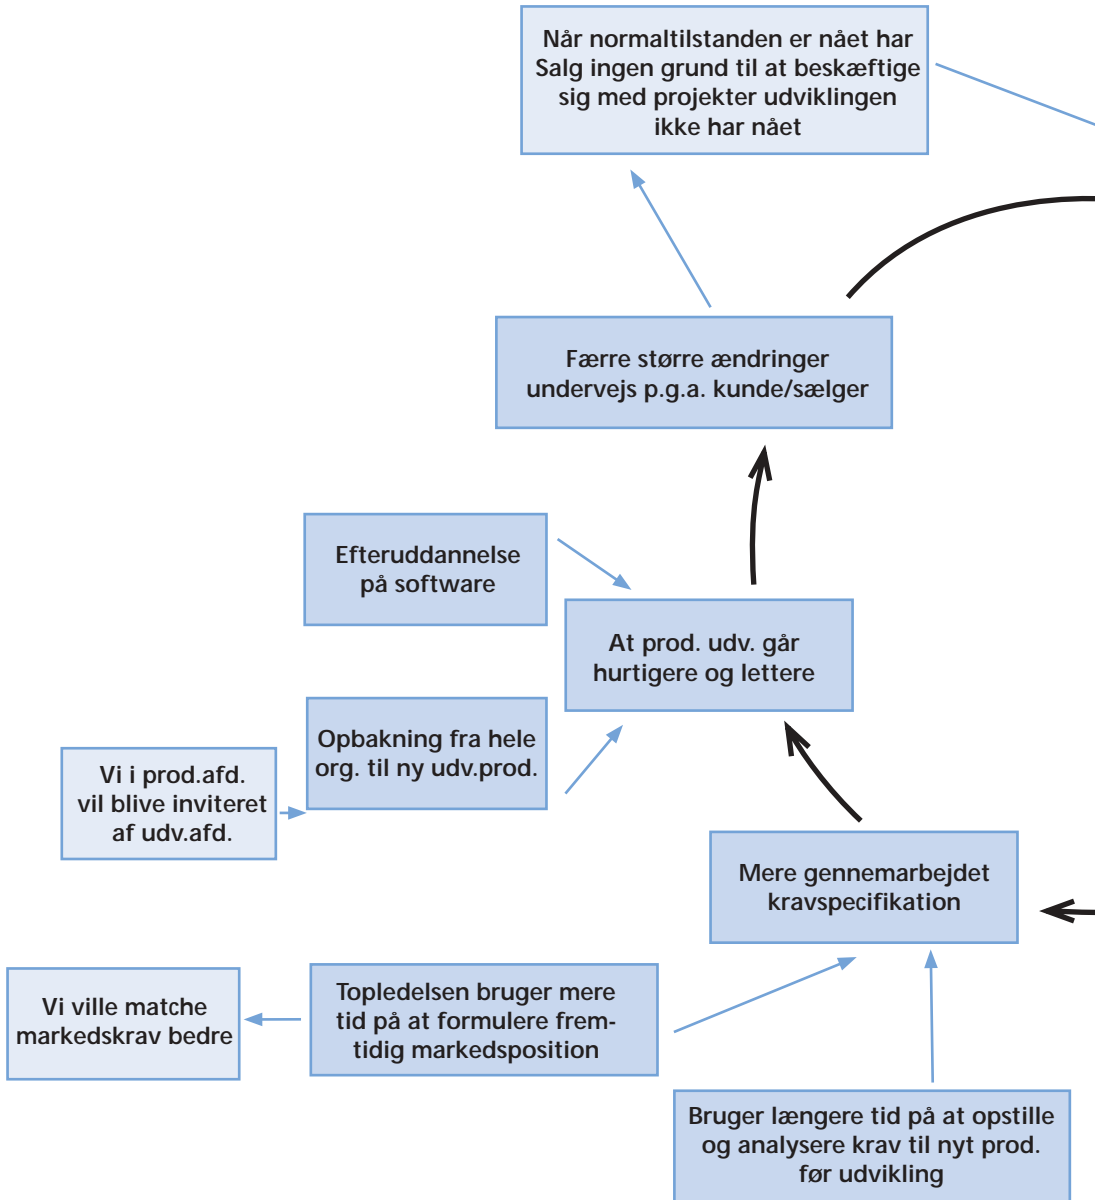 Når normaltilstanden er nået har
Salg ingen grund til at beskæftige
sig med projekter udviklingen
ikke har nået
Færre større ændringer
undervejs p.g.a. kunde/sælger
Efteruddannelse
på software
At prod. udv. går
hurtigere og lettere
Opbakning fra hele
org. til ny udv.prod.
Vi i prod.afd.
vil blive inviteret
af udv.afd.
Mere gennemarbejdet
kravspecifikation
Vi ville matche
markedskrav bedre
Topledelsen bruger mere
tid på at formulere frem-
tidig markedsposition
Bruger længere tid på at opstille
og analysere krav til nyt prod.
før udvikling